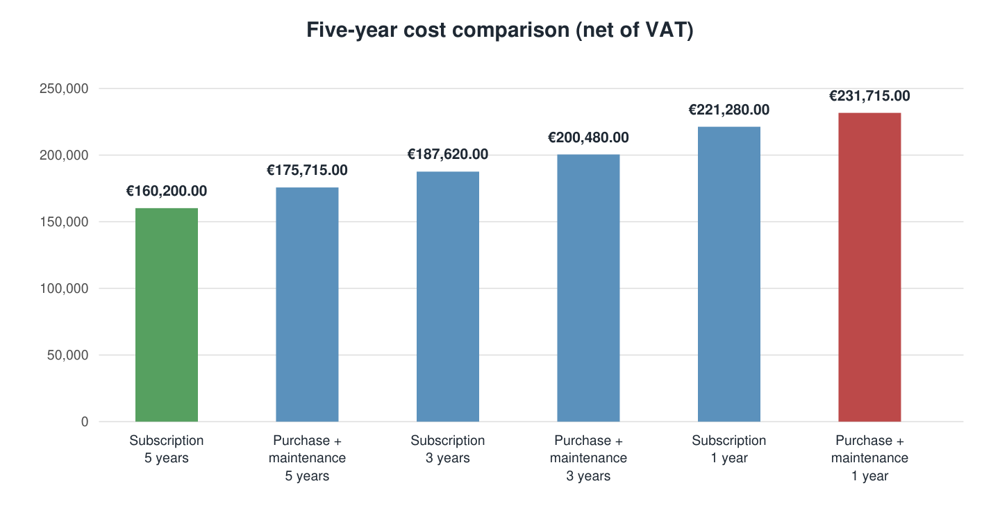 Five-year cost comparison (net of VAT)
250,000
200,000
150,000
100,000
50,000
0
€160,200.00
€175,715.00
€187,620.00
€200,480.00
€221,280.00
€231,715.00
Subscription
5 years
Purchase +
maintenance
5 years
Subscription
3 years
Purchase +
maintenance
3 years
Subscription
1 year
Purchase +
maintenance
1 year